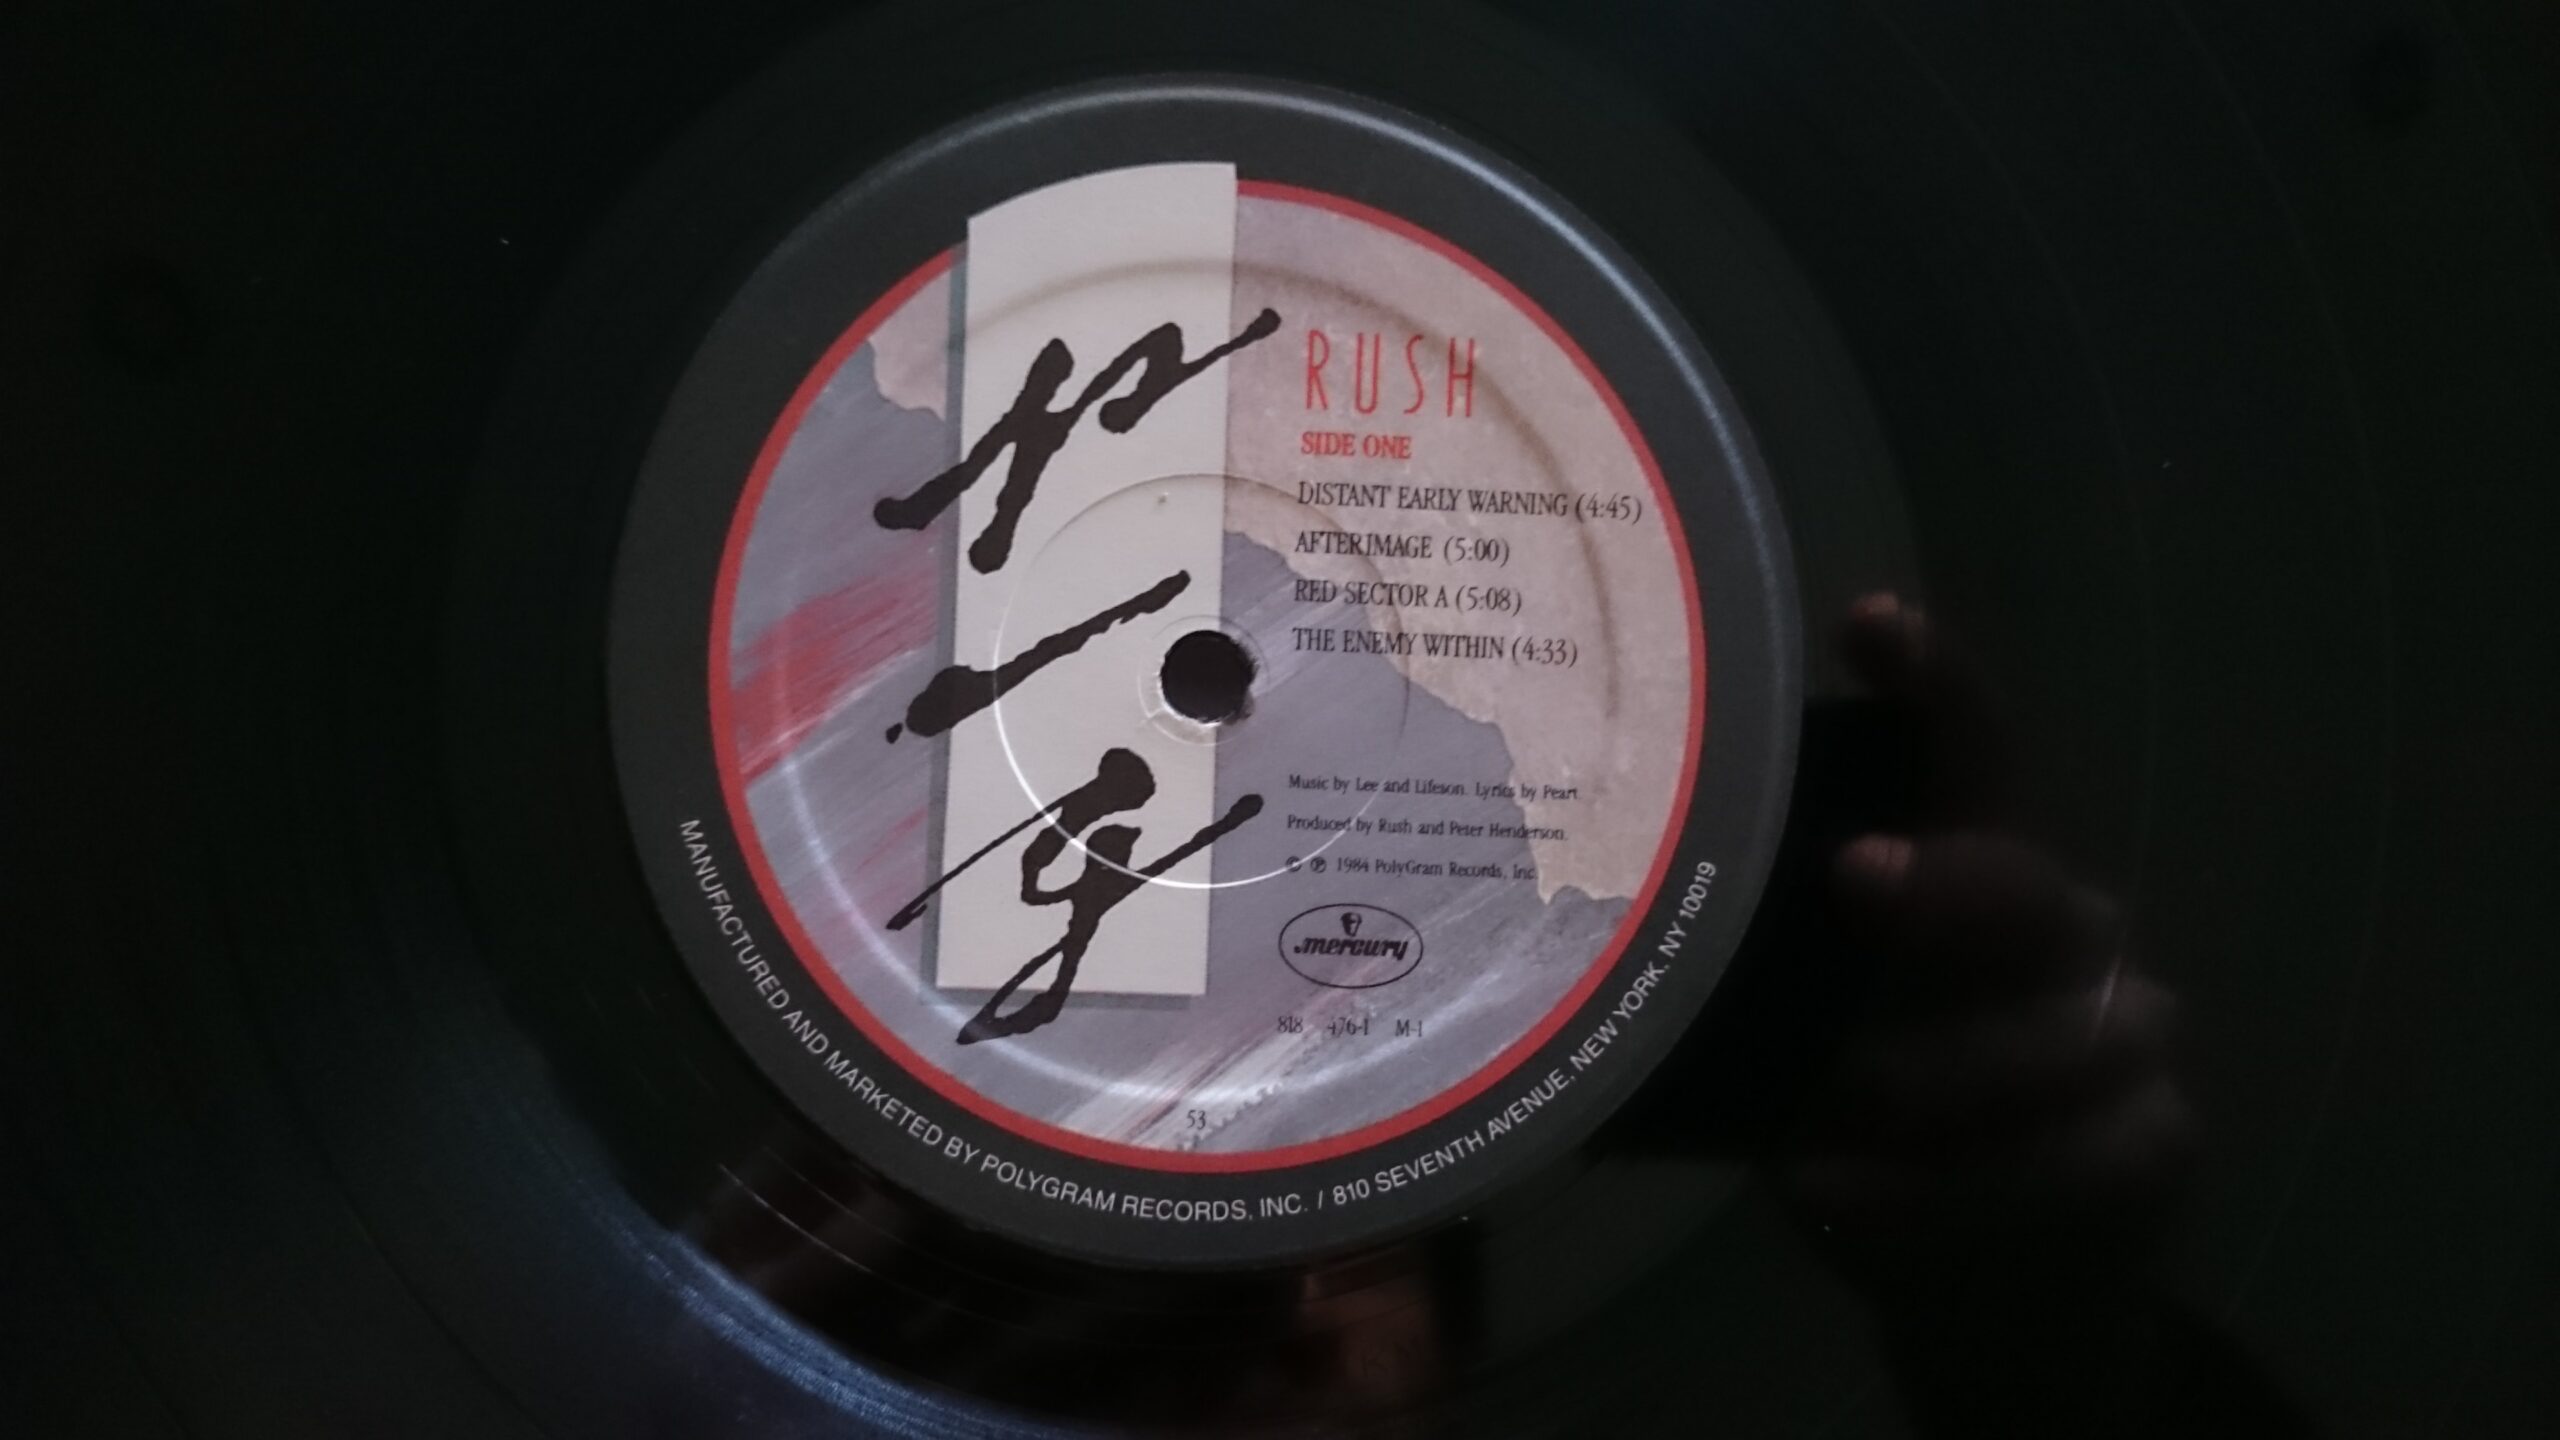 カ
一
ム
RUSH
SIDE ONE
DISTANT EARLY WARNING (4:45)
AFTERIMAGE (5:00)
RED SECTOR A (5:08)
THE ENEMY WITHIN (4:33)
Music by Lee and Lifeson. Lyrics by Peart.
Produced by Rush and Peter Henderson.
© ℗ 1984 PolyGram Records, Inc.
mercury
818 476-1 M-1
53
MANUFACTURED AND MARKETED BY POLYGRAM RECORDS, INC. / 810 SEVENTH AVENUE, NEW YORK, NY 10019